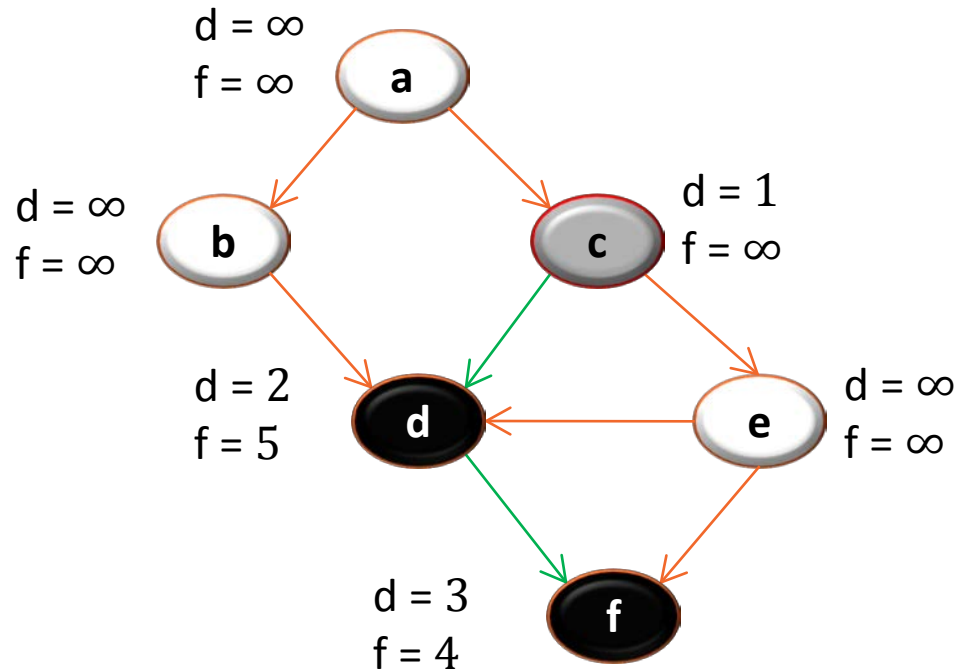 d = ∞
f = ∞
a
d = ∞
f = ∞
b
c
d = 1
f = ∞
d = 2
f = 5
d
e
d = ∞
f = ∞
d = 3
f = 4
f